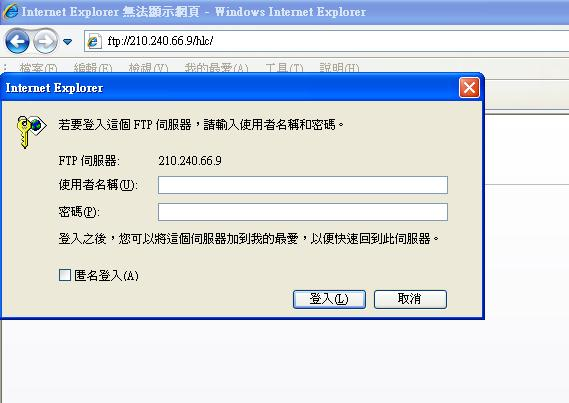 Internet Explorer 無法顯示網頁 - Windows Internet Explorer
ftp://210.240.66.9/hlc/
檔案(F) 編輯(E) 檢視(V) 我的最愛(A) 工具(T) 說明(H)
Internet Explorer
若要登入這個 FTP 伺服器，請輸入使用者名稱和密碼。
FTP 伺服器: 210.240.66.9
使用者名稱(U):
密碼(P):
登入之後，您可以將這個伺服器加到我的最愛，以便快速回到此伺服器。
匿名登入(A)
登入(L) 取消